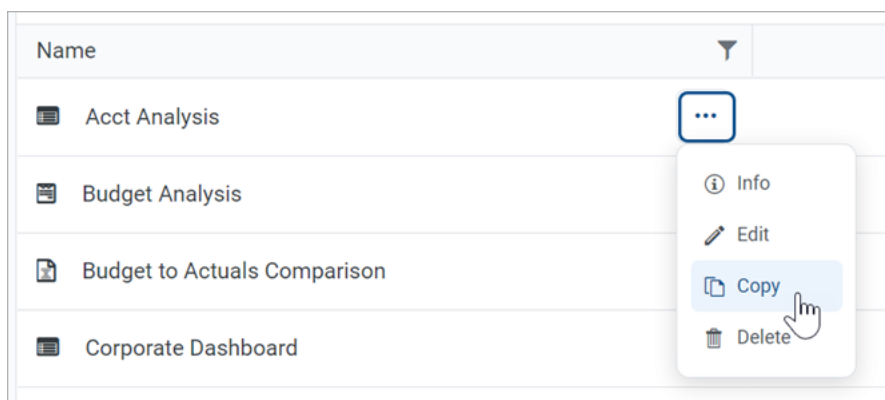 Name
Acct Analysis
Info
Budget Analysis
Edit
Budget to Actuals Comparison
Copy
Delete
Corporate Dashboard